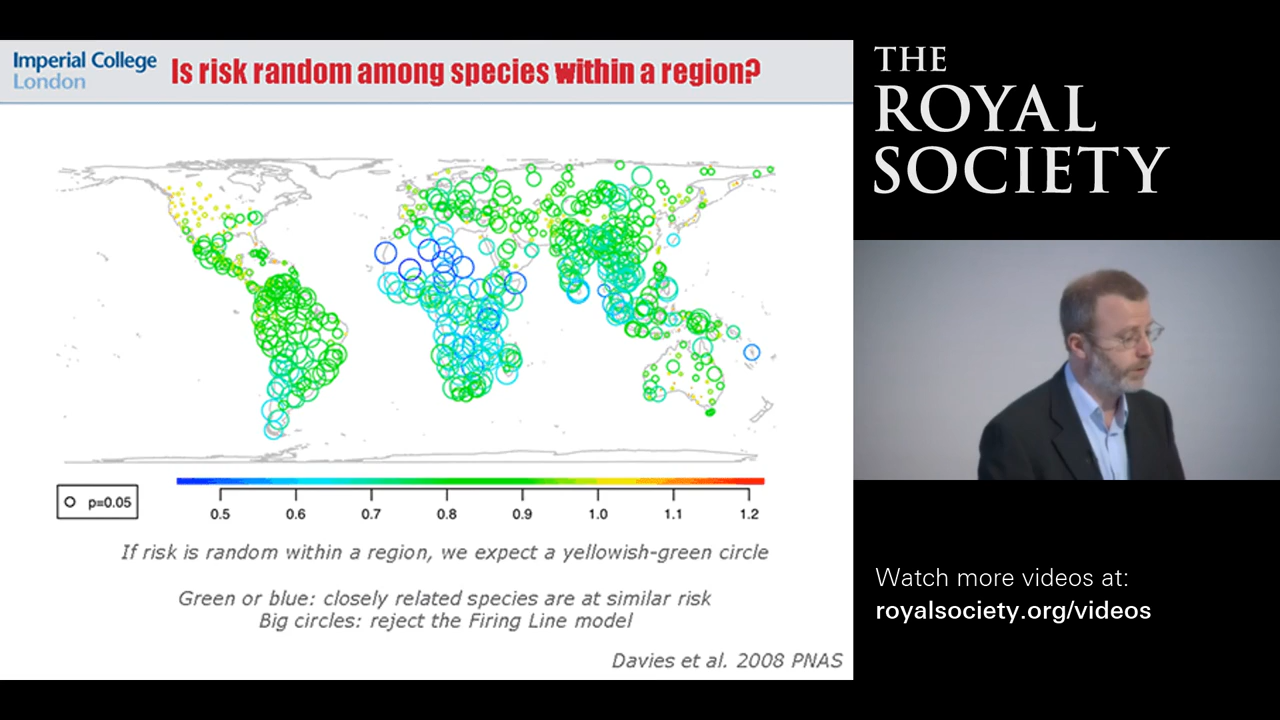 Imperial College
London
Is risk random among species within a region?
p=0.05
0.5 0.6 0.7 0.8 0.9 1.0 1.1 1.2
If risk is random within a region, we expect a yellowish-green circle
Green or blue: closely related species are at similar risk
Big circles: reject the Firing Line model
Davies et al. 2008 PNAS
THE
ROYAL
SOCIETY
Watch more videos at:
royalsociety.org/videos